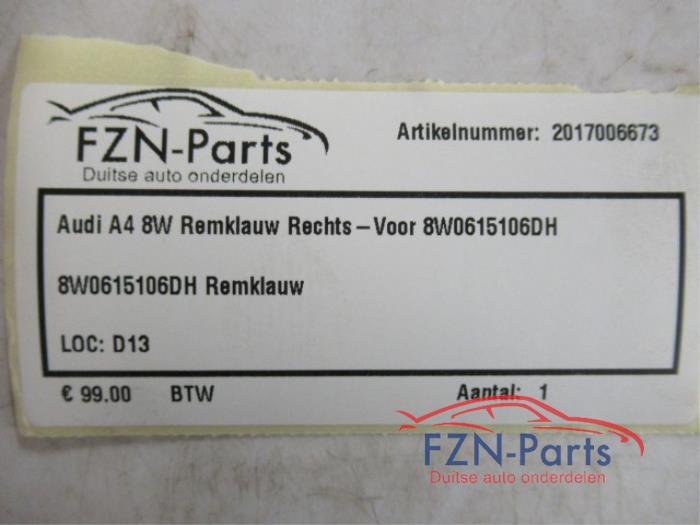 FZN-Parts
Duitse auto onderdelen
Artikelnummer: 2017006673
Audi A4 8W Remklauw Rechts-Voor 8W0615106DH
8W0615106DH Remklauw
LOC: D13
€ 99.00 BTW Aantal: 1
FZN-Parts
Duitse auto onderdelen